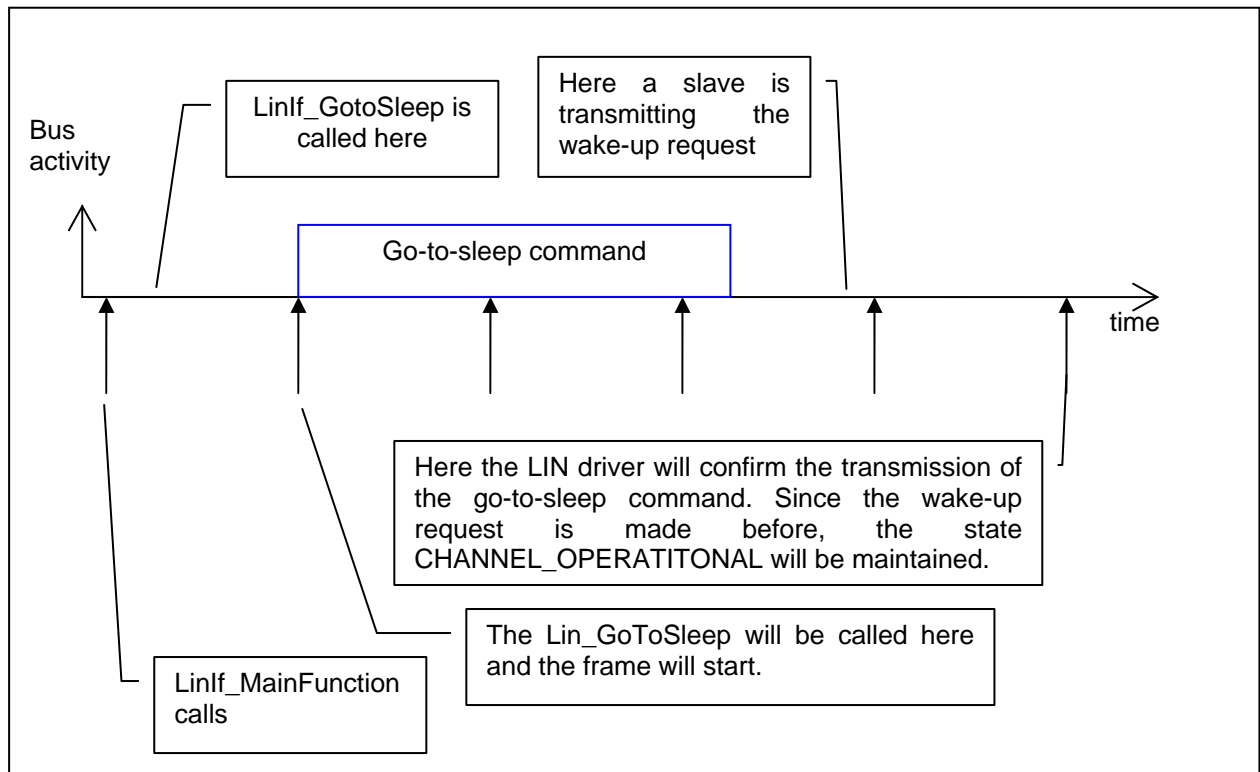 LinIf_GotoSleep is
called here
Here a slave is
transmitting the
wake-up request
Bus
activity
Go-to-sleep command
time
Here the LIN driver will confirm the transmission of
the go-to-sleep command. Since the wake-up
request is made before, the state
CHANNEL_OPERATITONAL will be maintained.
The Lin_GoToSleep will be called here
and the frame will start.
LinIf_MainFunction
calls